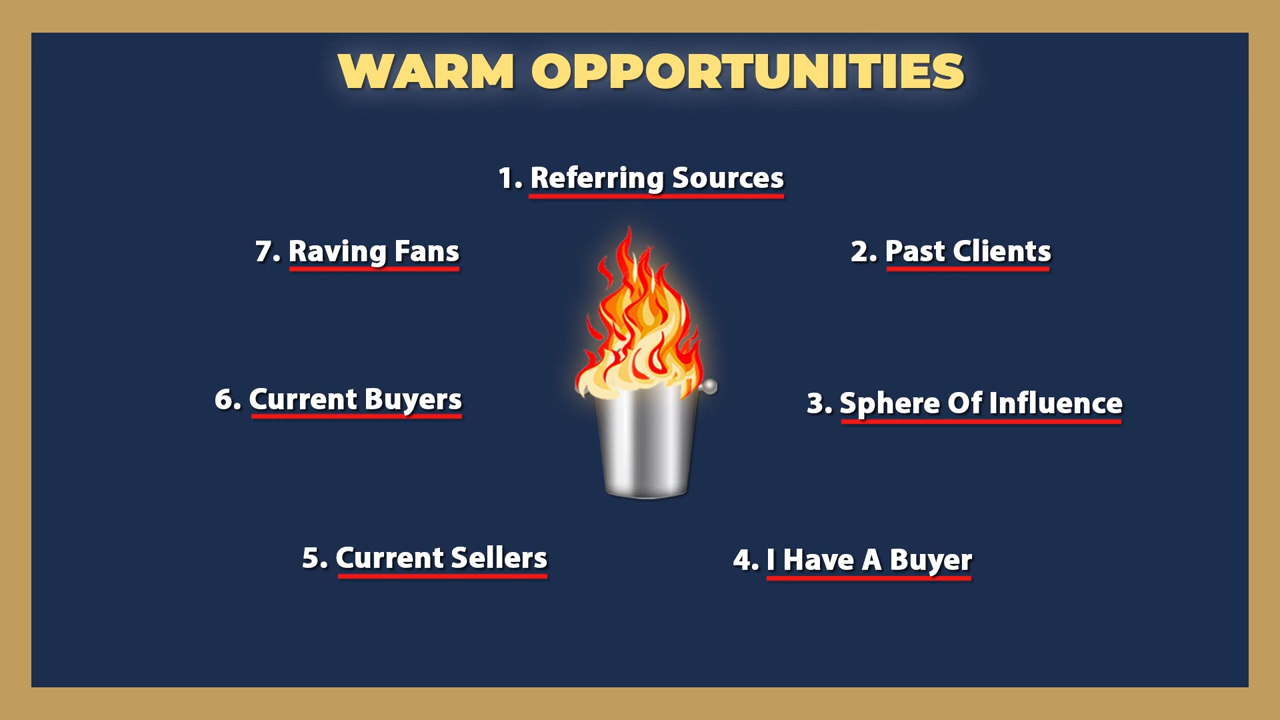 WARM OPPORTUNITIES
1. Referring Sources
2. Past Clients
3. Sphere Of Influence
4. I Have A Buyer
5. Current Sellers
6. Current Buyers
7. Raving Fans